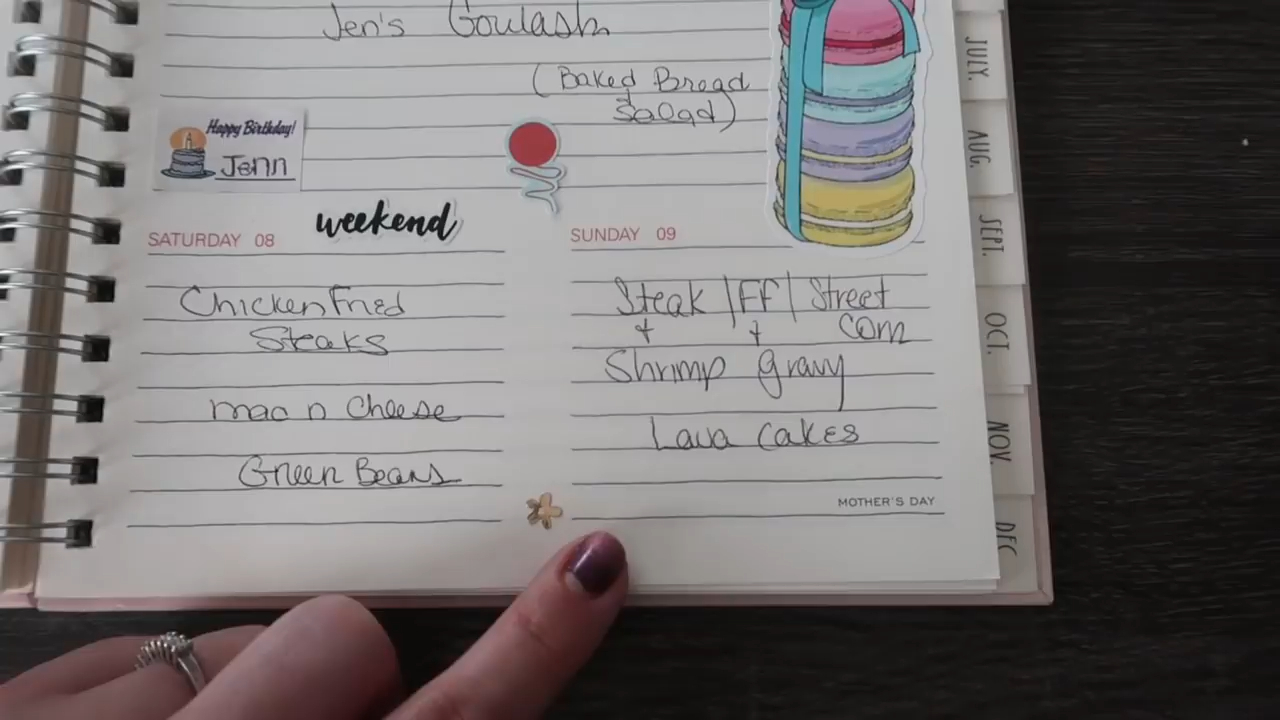 Jen's Goulash
(Baked Bread
Salad)
Happy Birthday!
Jenn
weekend
SATURDAY 08
Chicken Fried
Steaks
mac n cheese
Green Beans
SUNDAY 09
Steak | FF | Street
+ + Corn
Shrimp gravy
Lava cakes
MOTHER'S DAY
JULY.
AUG.
SEPT.
OCT.
NOV.
DEC